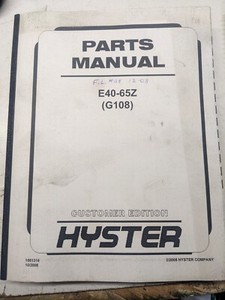 PARTS
MANUAL
E40-65Z
(G108)
CUSTOMER EDITION
HYSTER
©2008 HYSTER COMPANY